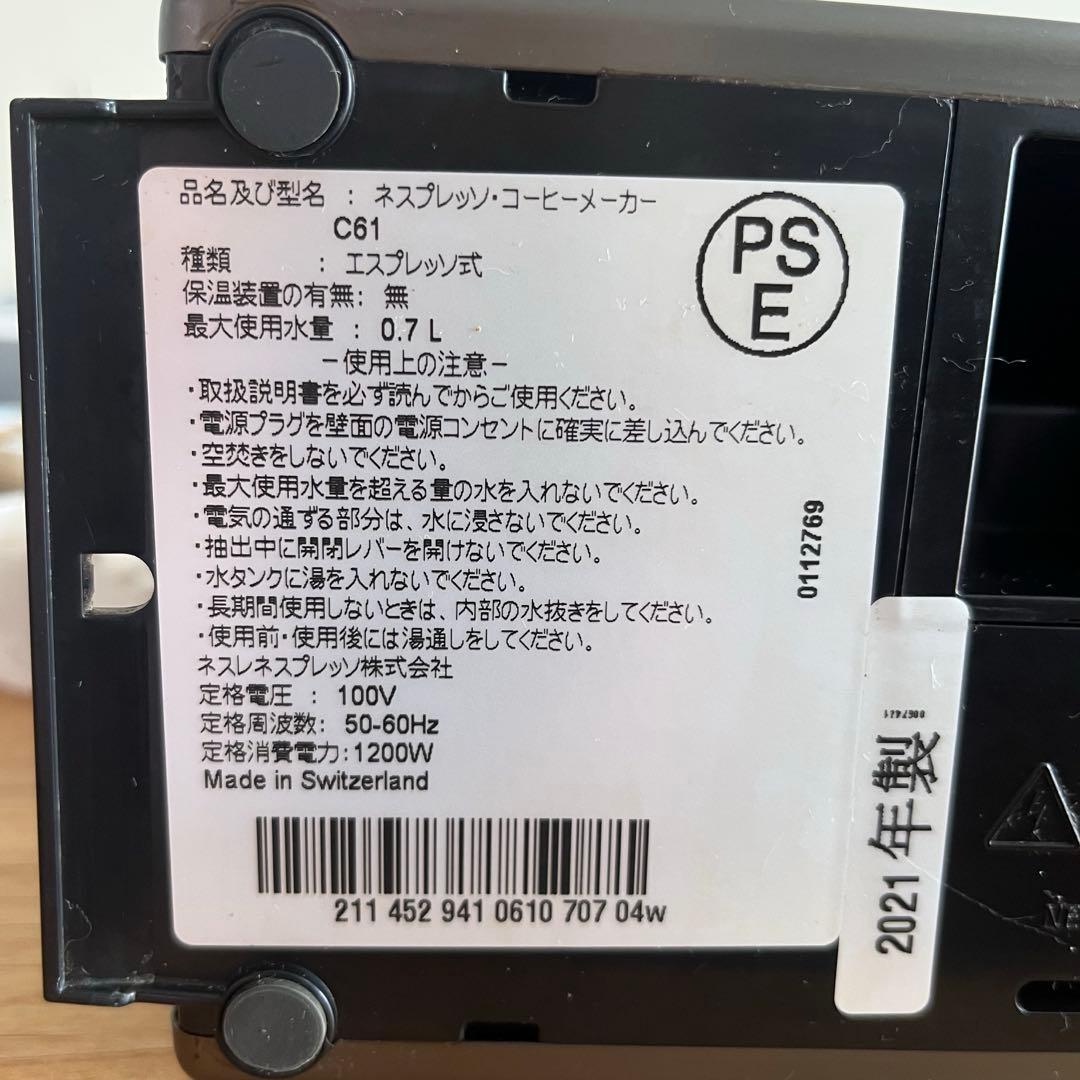 品名及び型名 : ネスプレッソ・コーヒーメーカー
C61
種類 : エスプレッソ式
保温装置の有無: 無
最大使用水量 : 0.7 L
－使用上の注意－
・取扱説明書を必ず読んでからご使用ください。
・電源プラグを壁面の電源コンセントに確実に差し込んでください。
・空焚きをしないでください。
・最大使用水量を超える量の水を入れないでください。
・電気の通ずる部分は、水に浸さないでください。
・抽出中に開閉レバーを開けないでください。
・水タンクに湯を入れないでください。
・長期間使用しないときは、内部の水抜きをしてください。
・使用前・使用後には湯通しをしてください。
ネスレネスプレッソ株式会社
定格電圧 : 100V
定格周波数: 50-60Hz
定格消費電力:1200W
Made in Switzerland
211 452 941 0610 707 04w
PS
E
0112769
2021年製